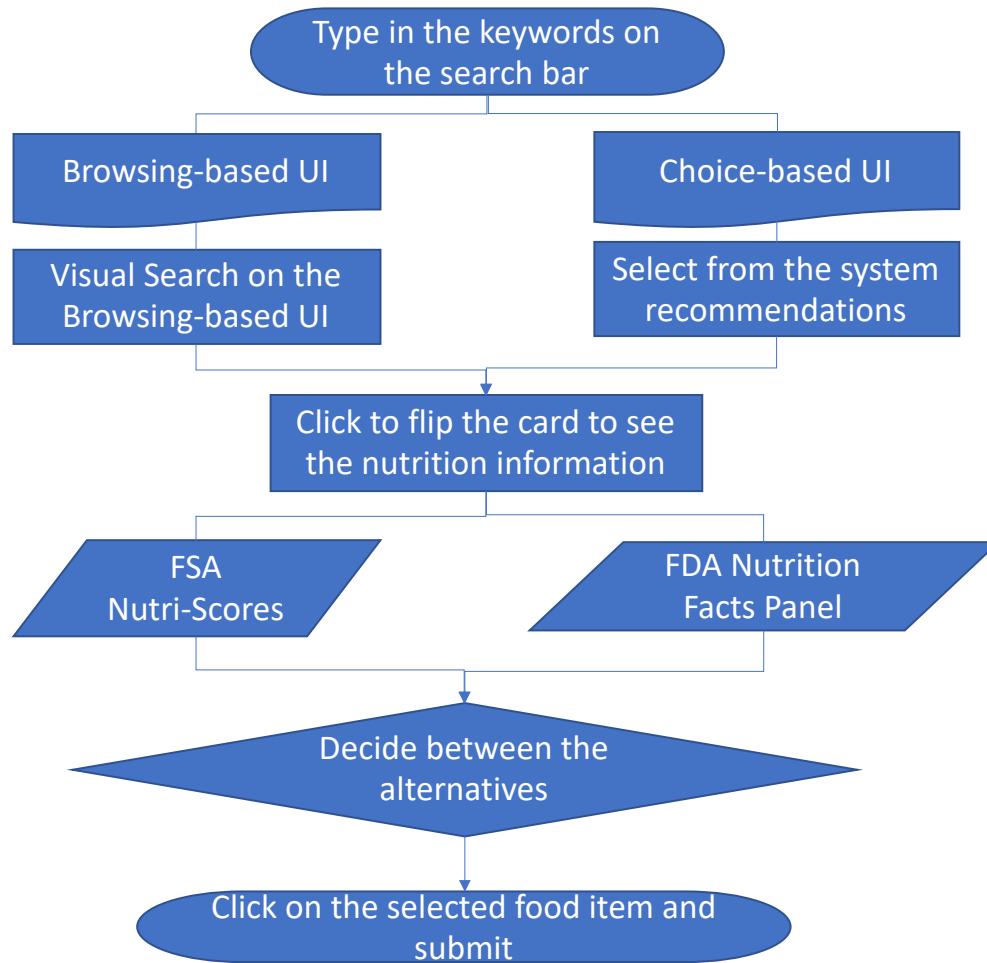 Type in the keywords on
the search bar
Browsing-based UI
Choice-based UI
Visual Search on the
Browsing-based UI
Select from the system
recommendations
Click to flip the card to see
the nutrition information
FSA
Nutri-Scores
FDA Nutrition
Facts Panel
Decide between the
alternatives
Click on the selected food item and
submit